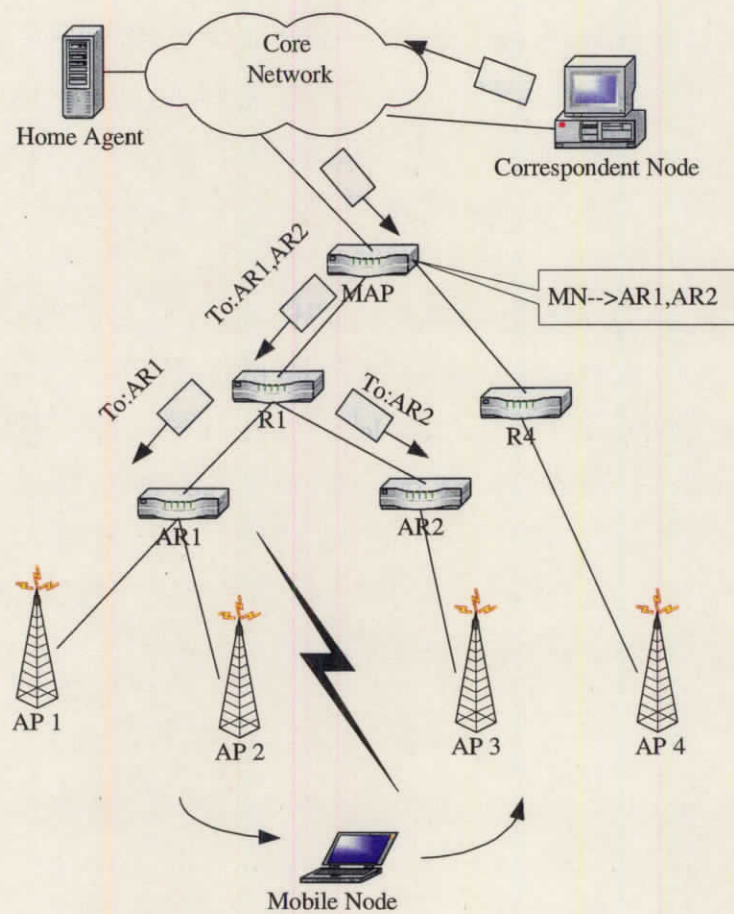 Core
Network
Home Agent
Correspondent Node
To:AR1,AR2
MAP
MN-->AR1,AR2
To:AR1
R1
To:AR2
R4
AR1
AR2
AP 1
AP 2
AP 3
AP 4
Mobile Node